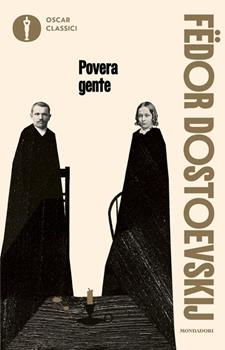 OSCAR
CLASSICI
Povera
gente
FËDOR DOSTOEVSKIJ
MONDADORI